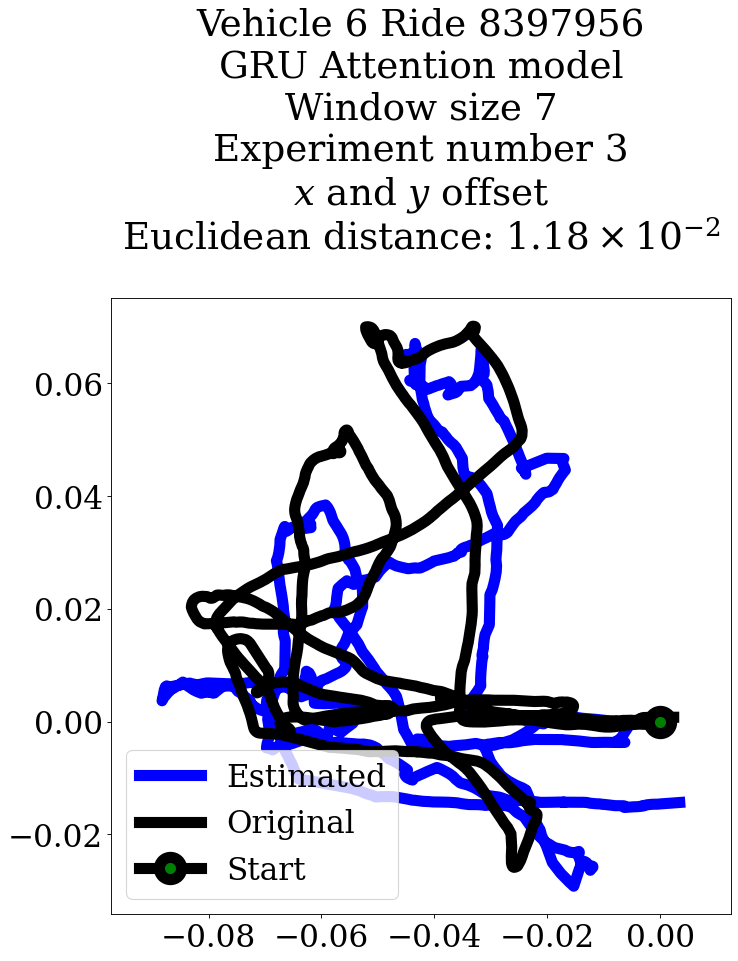 Vehicle 6 Ride 8397956
GRU Attention model
Window size 7
Experiment number 3
x and y offset
Euclidean distance: 1.18 × 10⁻²
0.06
0.04
0.02
0.00
−0.02
Estimated
Original
Start
−0.08 −0.06 −0.04 −0.02 0.00